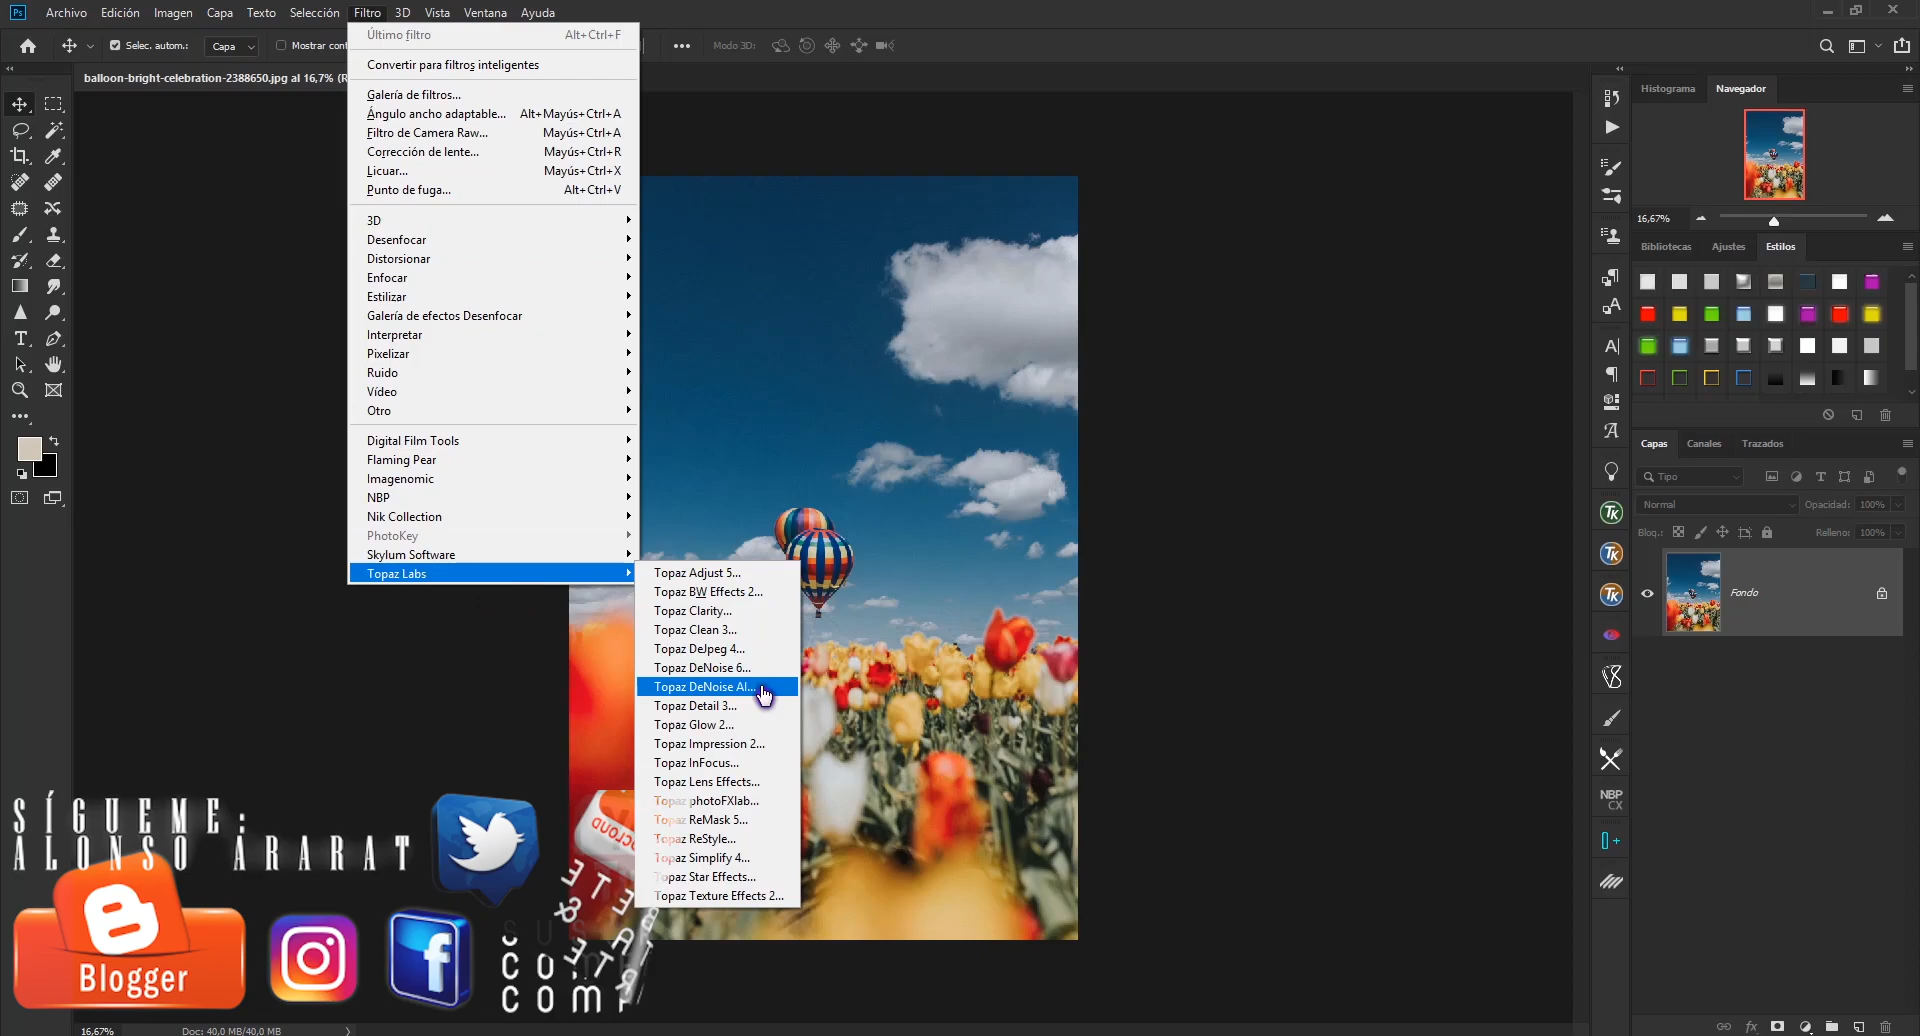 Ps Archivo Edición Imagen Capa Texto Selección Filtro 3D Vista Ventana Ayuda
Selec. autom.: Capa Mostrar Modo 3D:
balloon-bright-celebration-2388650.jpg al 16,7% (R
Último filtro Alt+Ctrl+F
Convertir para filtros inteligentes
Galería de filtros...
Ángulo ancho adaptable... Alt+Mayús+Ctrl+A
Filtro de Camera Raw... Mayús+Ctrl+A
Corrección de lente... Mayús+Ctrl+R
Licuar... Mayús+Ctrl+X
Punto de fuga... Alt+Ctrl+V
3D
Desenfocar
Distorsionar
Enfocar
Estilizar
Galería de efectos Desenfocar
Interpretar
Pixelizar
Ruido
Vídeo
Otro
Digital Film Tools
Flaming Pear
Imagenomic
NBP
Nik Collection
PhotoKey
Skylum Software
Topaz Labs
Topaz Adjust 5...
Topaz BW Effects 2...
Topaz Clarity...
Topaz Clean 3...
Topaz DeJpeg 4...
Topaz DeNoise 6...
Topaz DeNoise AI...
Topaz Detail 3...
Topaz Glow 2...
Topaz Impression 2...
Topaz InFocus...
Topaz Lens Effects...
Topaz photoFXlab...
Topaz ReMask 5...
Topaz ReStyle...
Topaz Simplify 4...
Topaz Star Effects...
Topaz Texture Effects 2...
Histograma Navegador
16,67%
Bibliotecas Ajustes Estilos
Capas Canales Trazados
Tipo
Normal Opacidad: 100%
Bloq.: Relleno: 100%
Fondo
TK
TK
TK
NBP
CX
SÍGUEME:
ALONSO ARARAT
Blogger
16,67% Doc: 40,0 MB/40,0 MB